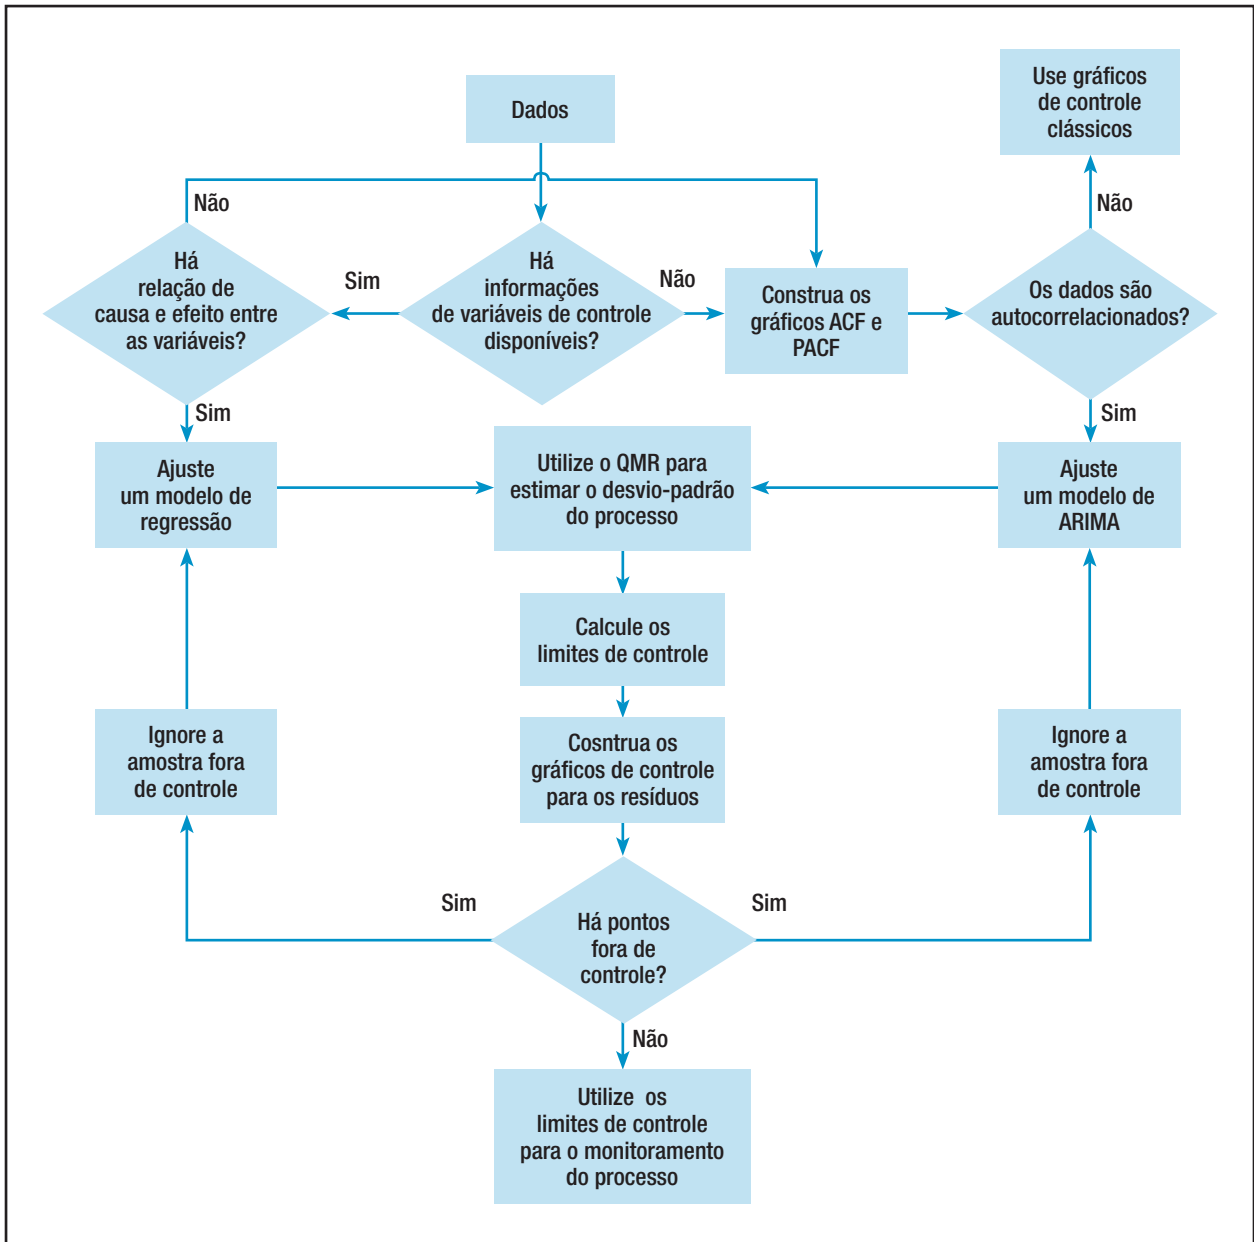 Dados
Use gráficos
de controle
clássicos
Não
Não
Há
relação de
causa e efeito entre
as variáveis?
Sim
Há
informações
de variáveis de controle
disponíveis?
Não
Construa os
gráficos ACF e
PACF
Os dados são
autocorrelacionados?
Sim
Sim
Ajuste
um modelo de
regressão
Utilize o QMR para
estimar o desvio-padrão
do processo
Ajuste
um modelo de
ARIMA
Calcule os
limites de controle
Ignore a
amostra fora
de controle
Cosntrua os
gráficos de controle
para os resíduos
Ignore a
amostra fora
de controle
Sim
Há pontos
fora de
controle?
Sim
Não
Utilize os
limites de controle
para o monitoramento
do processo